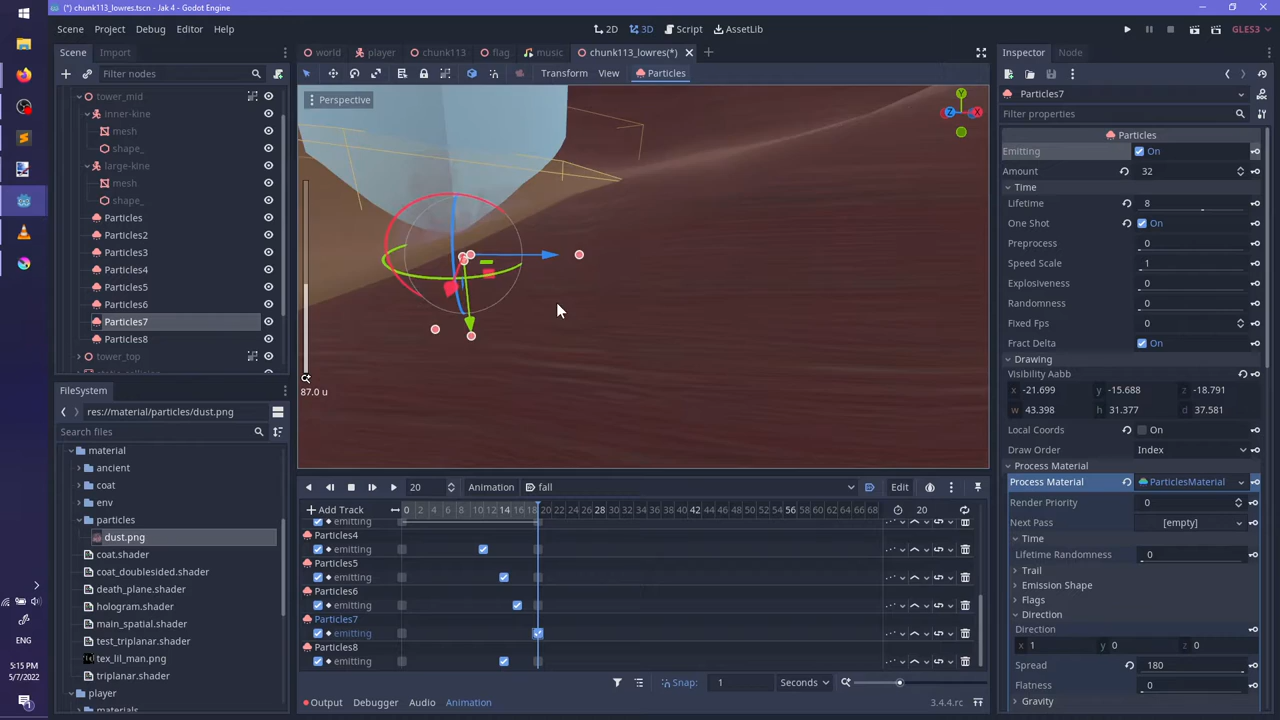 (*) chunk113_lowres.tscn - Jak 4 - Godot Engine
Scene Project Debug Editor Help
2D 3D Script AssetLib
GLES3
Scene Import
world player chunk113 flag music chunk113_lowres(*)
Inspector Node
Filter nodes
Transform View Particles
tower_mid
inner-kine
mesh
shape_
large-kine
mesh
shape_
Particles
Particles2
Particles3
Particles4
Particles5
Particles6
Particles7
Particles8
tower_top
Perspective
Y
Z
X
87.0 u
FileSystem
res://material/particles/dust.png
Search files
material
ancient
coat
env
particles
dust.png
coat.shader
coat_doublesided.shader
death_plane.shader
hologram.shader
main_spatial.shader
test_triplanar.shader
tex_lil_man.png
triplanar.shader
player
20 Animation fall Edit
Add Track 0 2 4 6 8 10 12 14 16 18 20 22 24 26 28 30 32 34 36 38 40 42 44 46 48 50 52 54 56 58 60 62 64 66 68 20
emitting
Particles4
emitting
Particles5
emitting
Particles6
emitting
Particles7
emitting
Particles8
emitting
Snap: 1 Seconds
Output Debugger Audio Animation
3.4.4.rc
Particles7
Filter properties
Particles
Emitting On
Amount 32
Time
Lifetime 8
One Shot On
Preprocess 0
Speed Scale 1
Explosiveness 0
Randomness 0
Fixed Fps 0
Fract Delta On
Drawing
Visibility Aabb
x -21.699 y -15.688 z -18.791
w 43.398 h 31.377 d 37.581
Local Coords On
Draw Order Index
Process Material
Process Material ParticlesMaterial
Render Priority 0
Next Pass [empty]
Time
Lifetime Randomness 0
Trail
Emission Shape
Flags
Direction
Direction
x 1 y 0 z 0
Spread 180
Flatness 0
Gravity
ENG
5:15 PM
5/7/2022